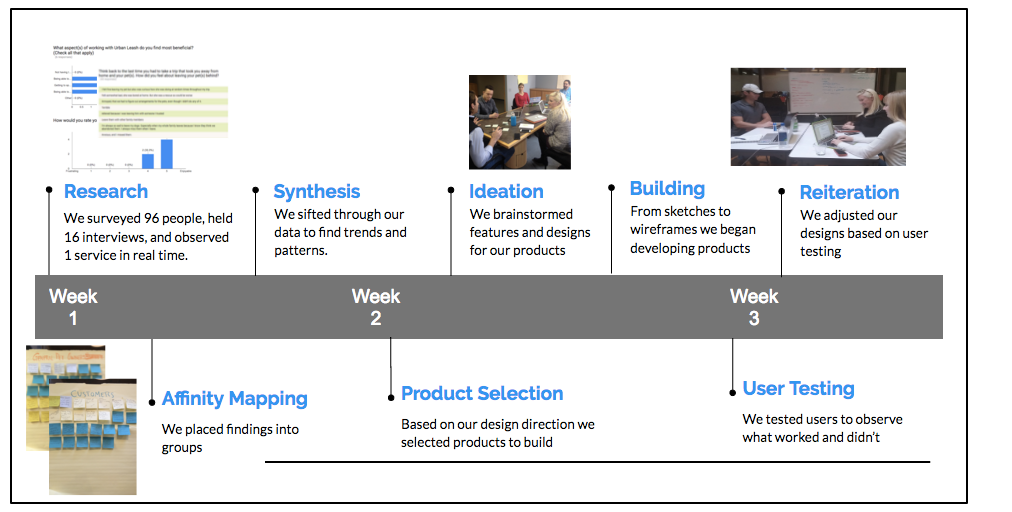 What aspect(s) of working with Urban Leash do you find most beneficial?
(Check all that apply)
Think back to the last time you had to take a trip that took you away from
home and your pet(s). How did you feel about leaving your pet(s) behind?
How would you rate yo
Research
We surveyed 96 people, held
16 interviews, and observed
1 service in real time.
Synthesis
We sifted through our
data to find trends and
patterns.
Ideation
We brainstormed
features and designs
for our products
Building
From sketches to
wireframes we began
developing products
Reiteration
We adjusted our
designs based on user
testing
Week
1
Week
2
Week
3
Customers
Affinity Mapping
We placed findings into
groups
Product Selection
Based on our design direction we
selected products to build
User Testing
We tested users to observe
what worked and didn't